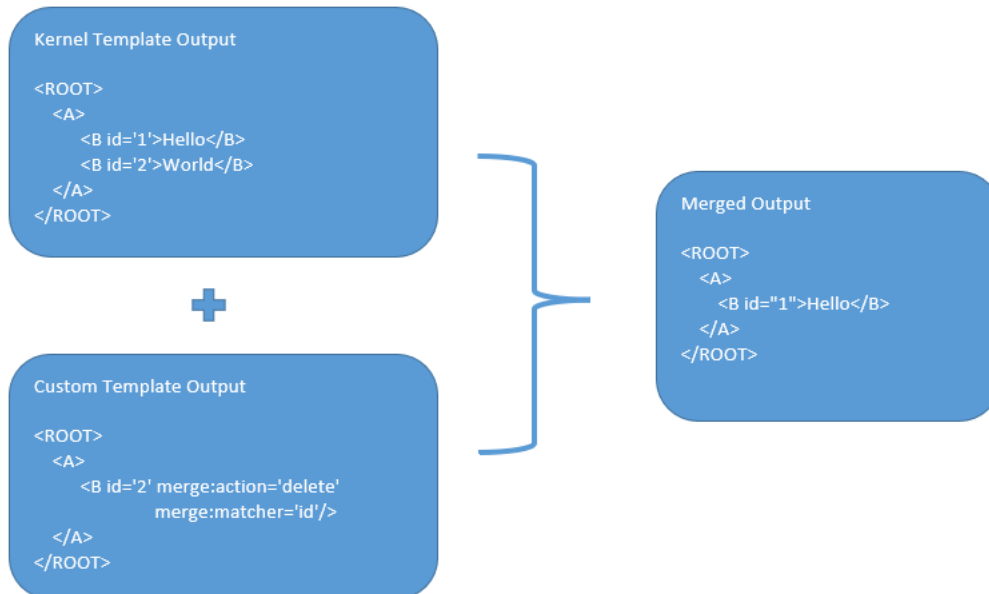 Kernel Template Output
<ROOT>
<A>
<B id='1'>Hello</B>
<B id='2'>World</B>
</A>
</ROOT>
Custom Template Output
<ROOT>
<A>
<B id='2' merge:action='delete'
merge:matcher='id'/>
</A>
</ROOT>
Merged Output
<ROOT>
<A>
<B id="1">Hello</B>
</A>
</ROOT>